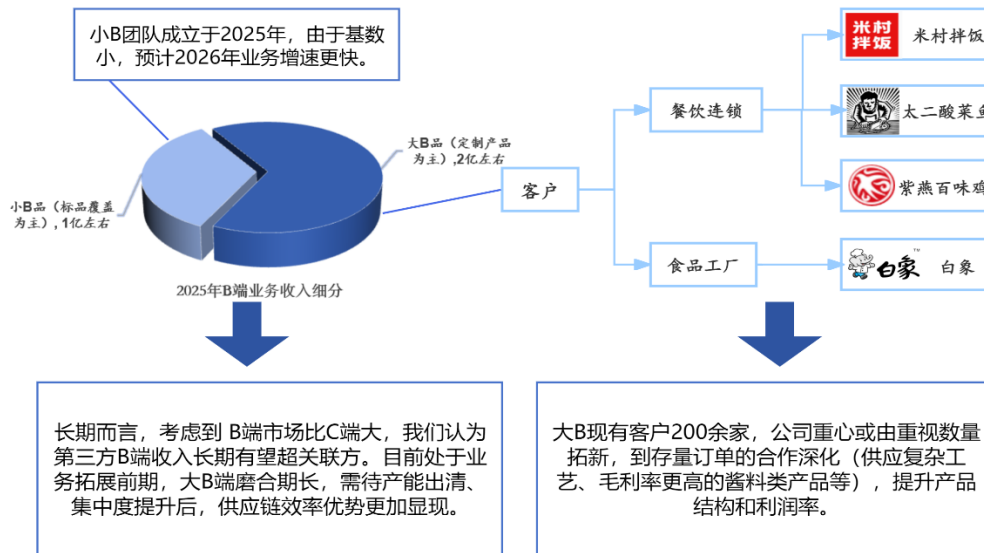 小B团队成立于2025年，由于基数
小，预计2026年业务增速更快。
大B品（定制产品
为主）,2亿左右
小B品（标品覆盖
为主）, 1亿左右
2025年B端业务收入细分
客户
餐饮连锁
食品工厂
米村
拌饭
米村拌饭
太二酸菜鱼
紫燕百味鸡
白象
TM
白象
长期而言，考虑到 B端市场比C端大，我们认为
第三方B端收入长期有望超关联方。目前处于业
务拓展前期，大B端磨合期长，需待产能出清、
集中度提升后，供应链效率优势更加显现。
大B现有客户200余家，公司重心或由重视数量
拓新，到存量订单的合作深化（供应复杂工
艺、毛利率更高的酱料类产品等），提升产品
结构和利润率。